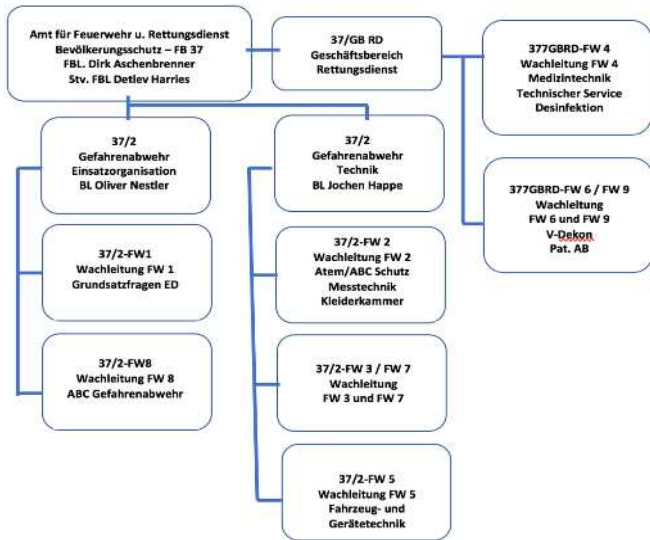 Amt für Feuerwehr u. Rettungsdienst
Bevölkerungsschutz – FB 37
FBL. Dirk Aschenbrenner
Stv. FBL Detlev Harries
37/GB RD
Geschäftsbereich
Rettungsdienst
377GBRD-FW 4
Wachleitung FW 4
Medizintechnik
Technischer Service
Desinfektion
377GBRD-FW 6 / FW 9
Wachleitung
FW 6 und FW 9
V-Dekon
Pat. AB
37/2
Gefahrenabwehr
Einsatzorganisation
BL Oliver Nestler
37/2-FW1
Wachleitung FW 1
Grundsatzfragen ED
37/2-FW8
Wachleitung FW 8
ABC Gefahrenabwehr
37/2
Gefahrenabwehr
Technik
BL Jochen Happe
37/2-FW 2
Wachleitung FW 2
Atem/ABC Schutz
Messtechnik
Kleiderkammer
37/2-FW 3 / FW 7
Wachleitung
FW 3 und FW 7
37/2-FW 5
Wachleitung FW 5
Fahrzeug- und
Gerätetechnik